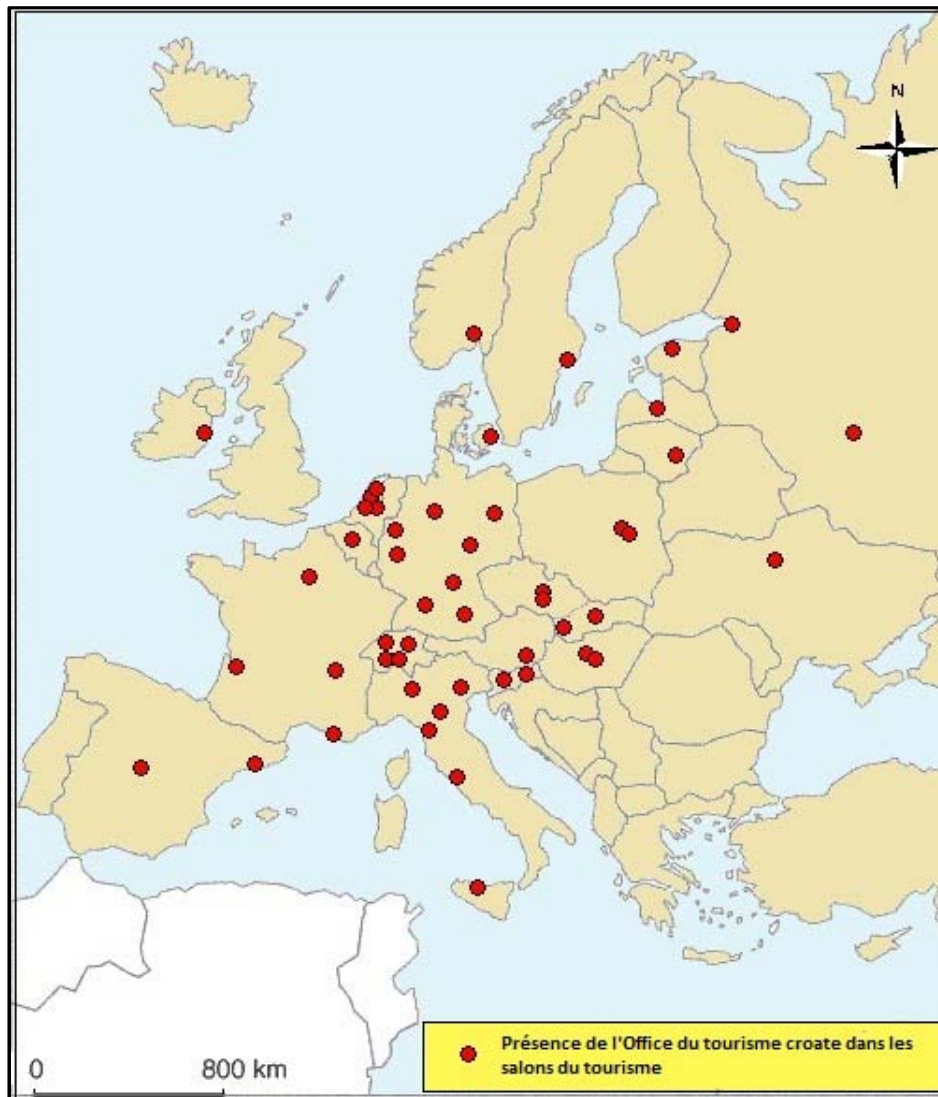 N
Présence de l'Office du tourisme croate dans les
salons du tourisme
0 800 km